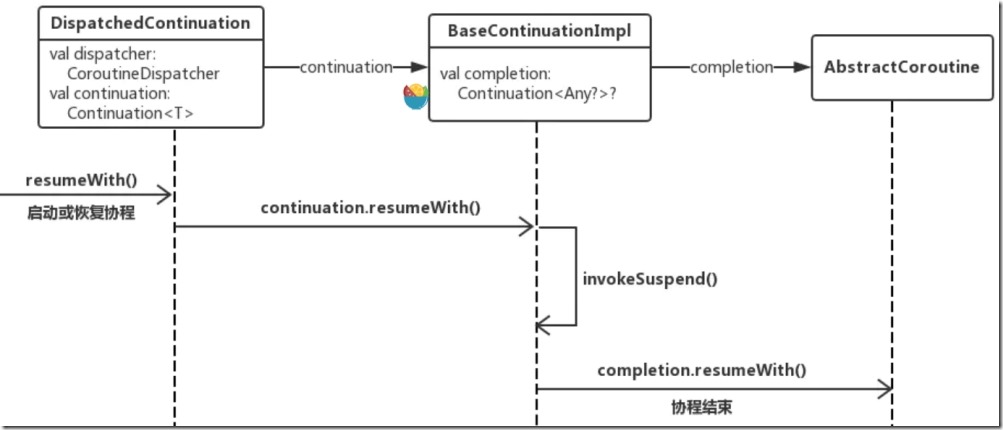 DispatchedContinuation
val dispatcher:
CoroutineDispatcher
val continuation:
Continuation<T>
continuation
BaseContinuationImpl
val completion:
Continuation<Any?>?
completion
AbstractCoroutine
resumeWith()
启动或恢复协程
continuation.resumeWith()
invokeSuspend()
completion.resumeWith()
协程结束